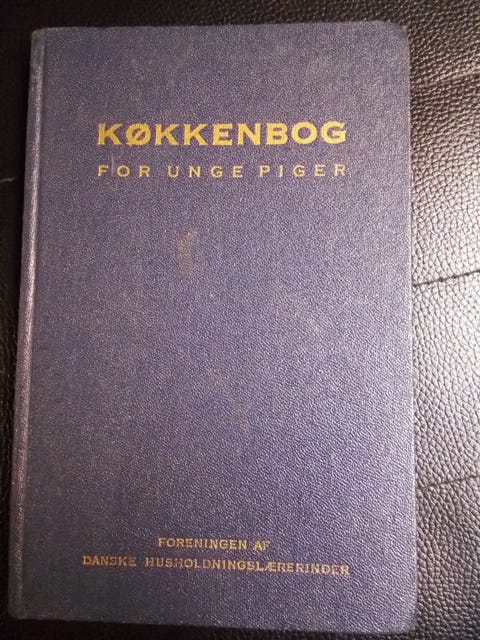 KØKKENBOG
FOR UNGE PIGER
FORENINGEN AF
DANSKE HUSHOLDNINGSLÆRERINDER